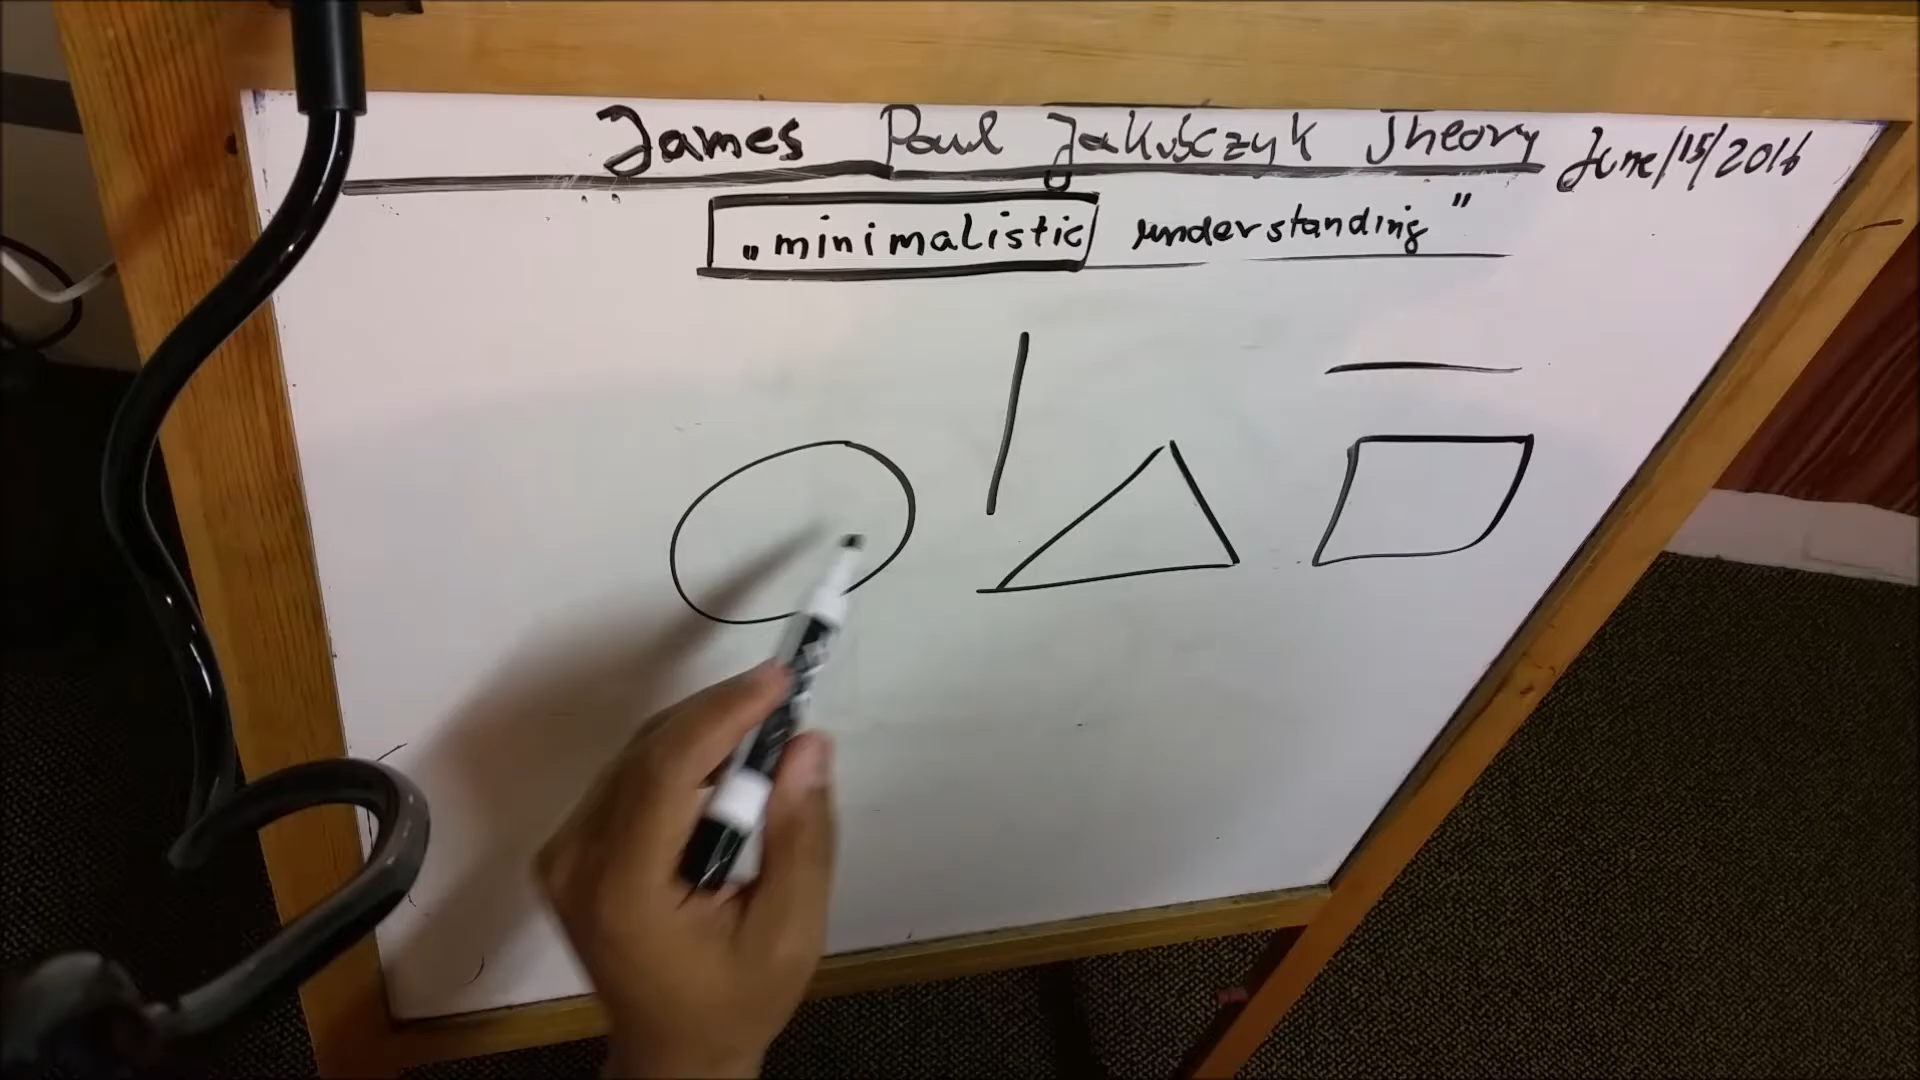 James Paul Jakubczyk Theory June/15/2016
„minimalistic understanding"